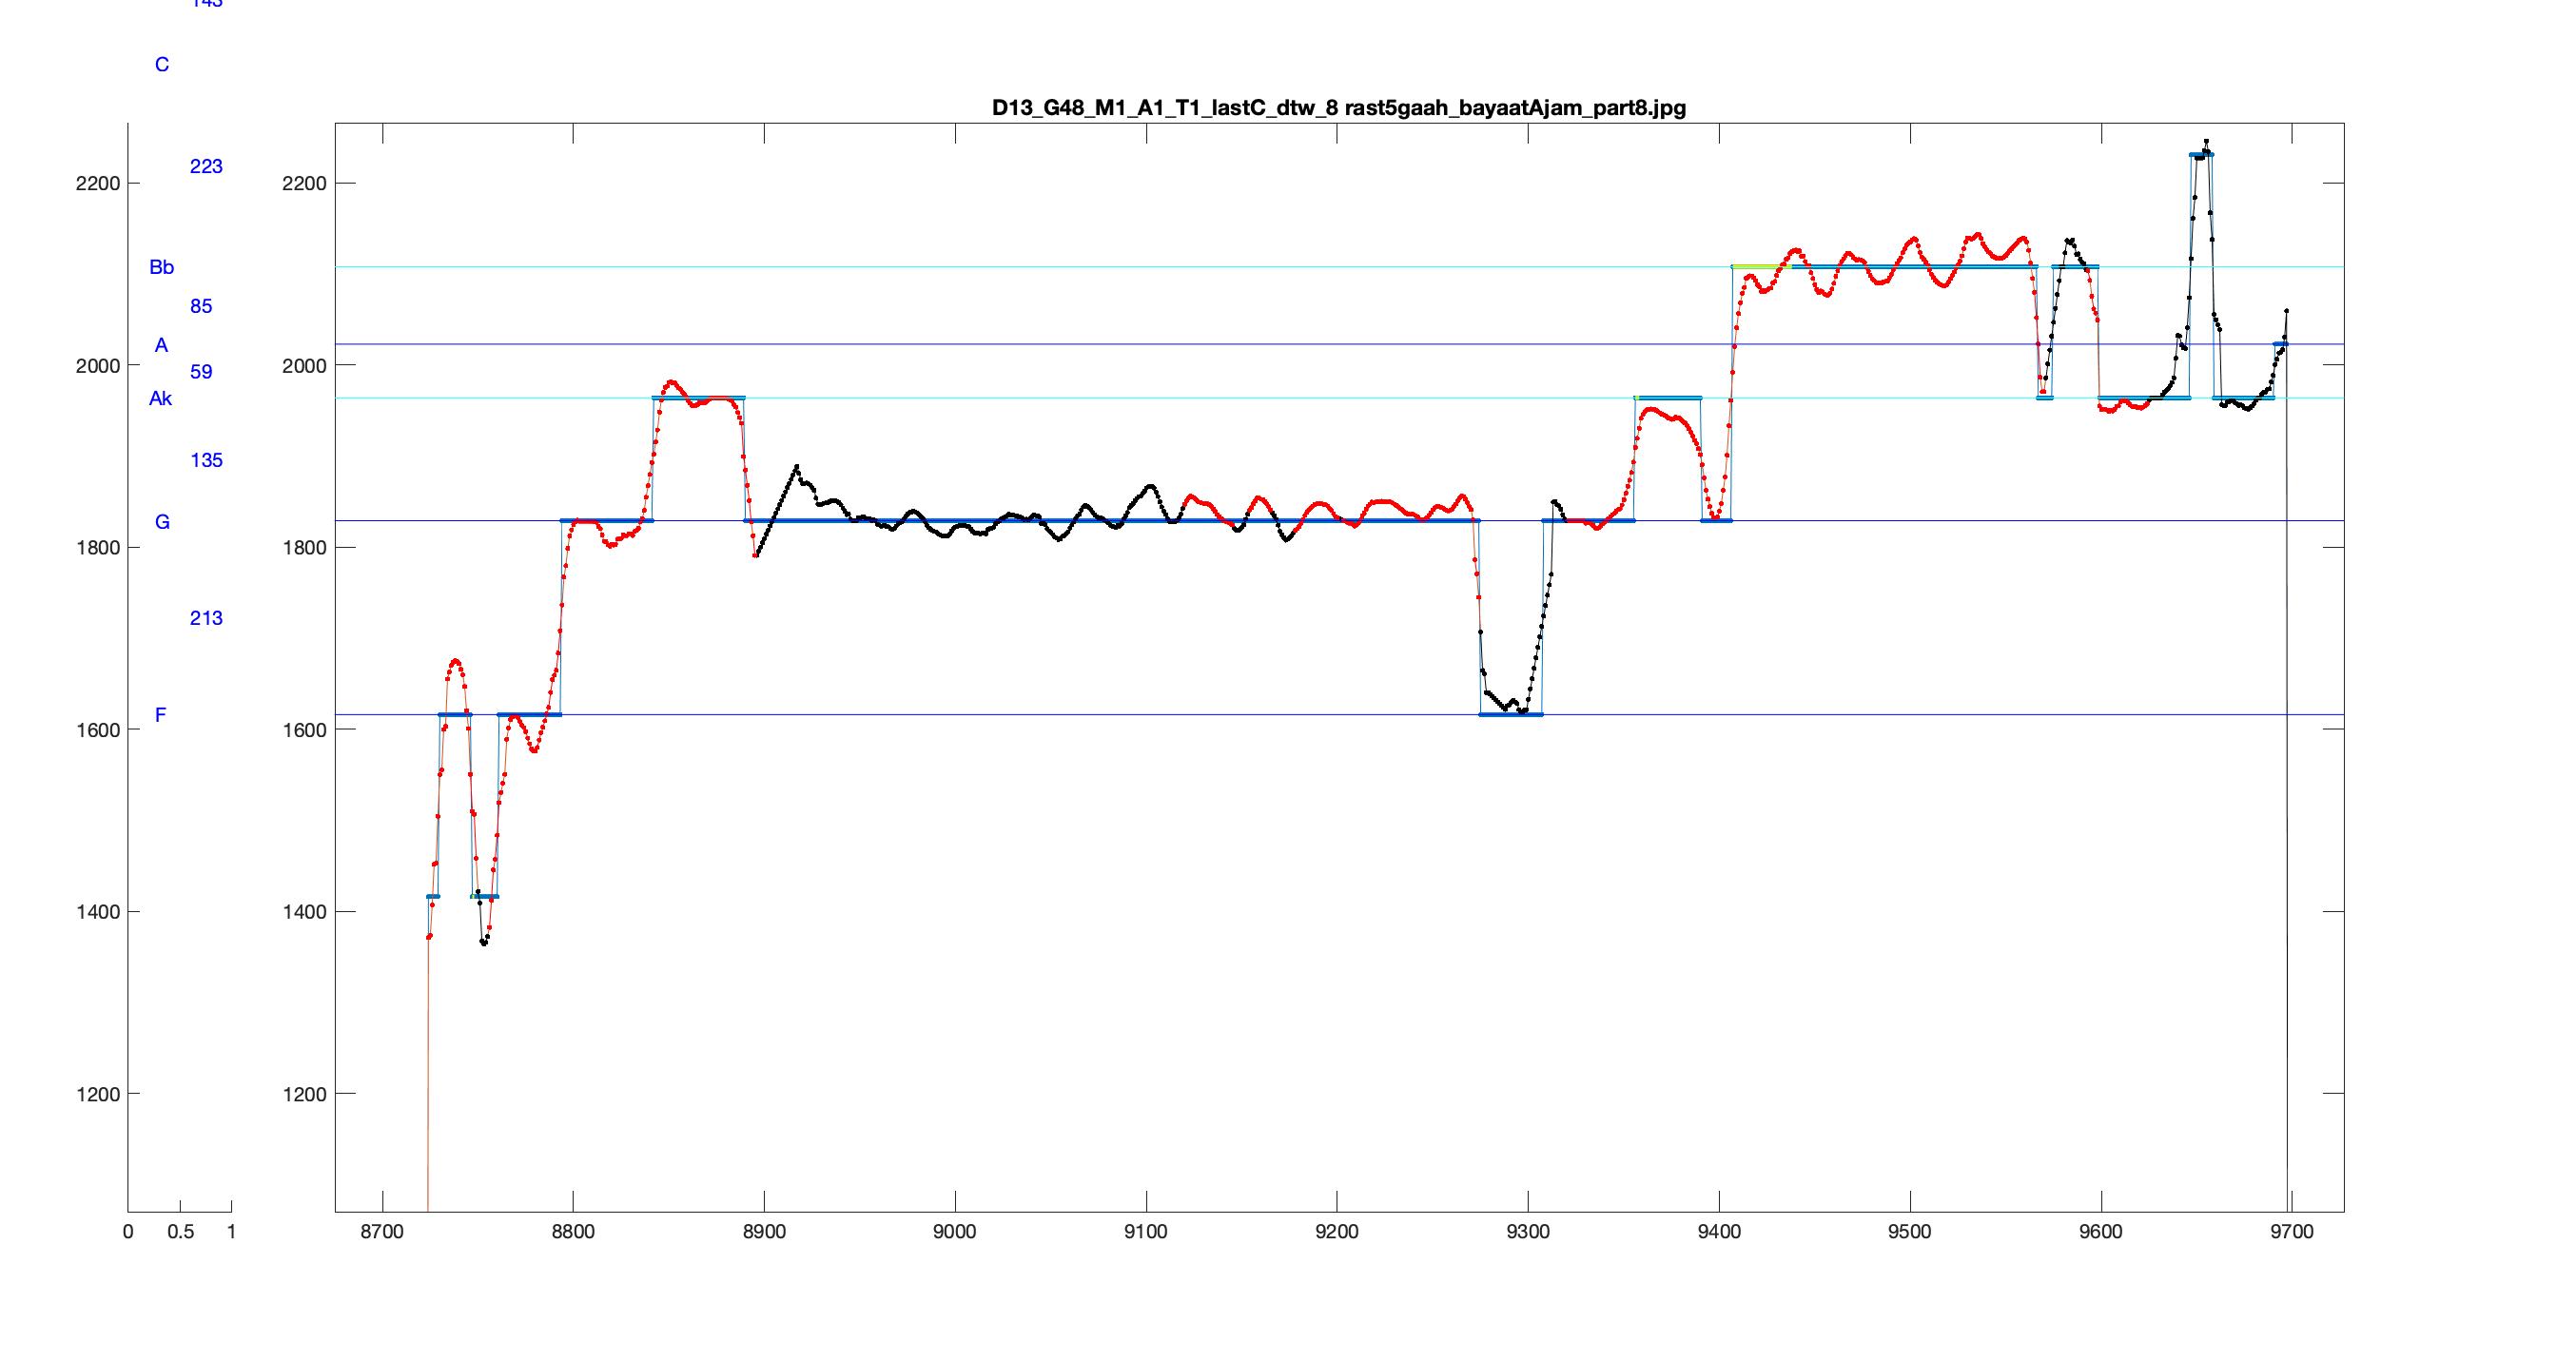 143
C
D13_G48_M1_A1_T1_lastC_dtw_8 rast5gaah_bayaatAjam_part8.jpg
223
2200 2200
Bb
85
A
2000 59 2000
Ak
135
G
1800 1800
213
F
1600 1600
1400 1400
1200 1200
0 0.5 1 8700 8800 8900 9000 9100 9200 9300 9400 9500 9600 9700